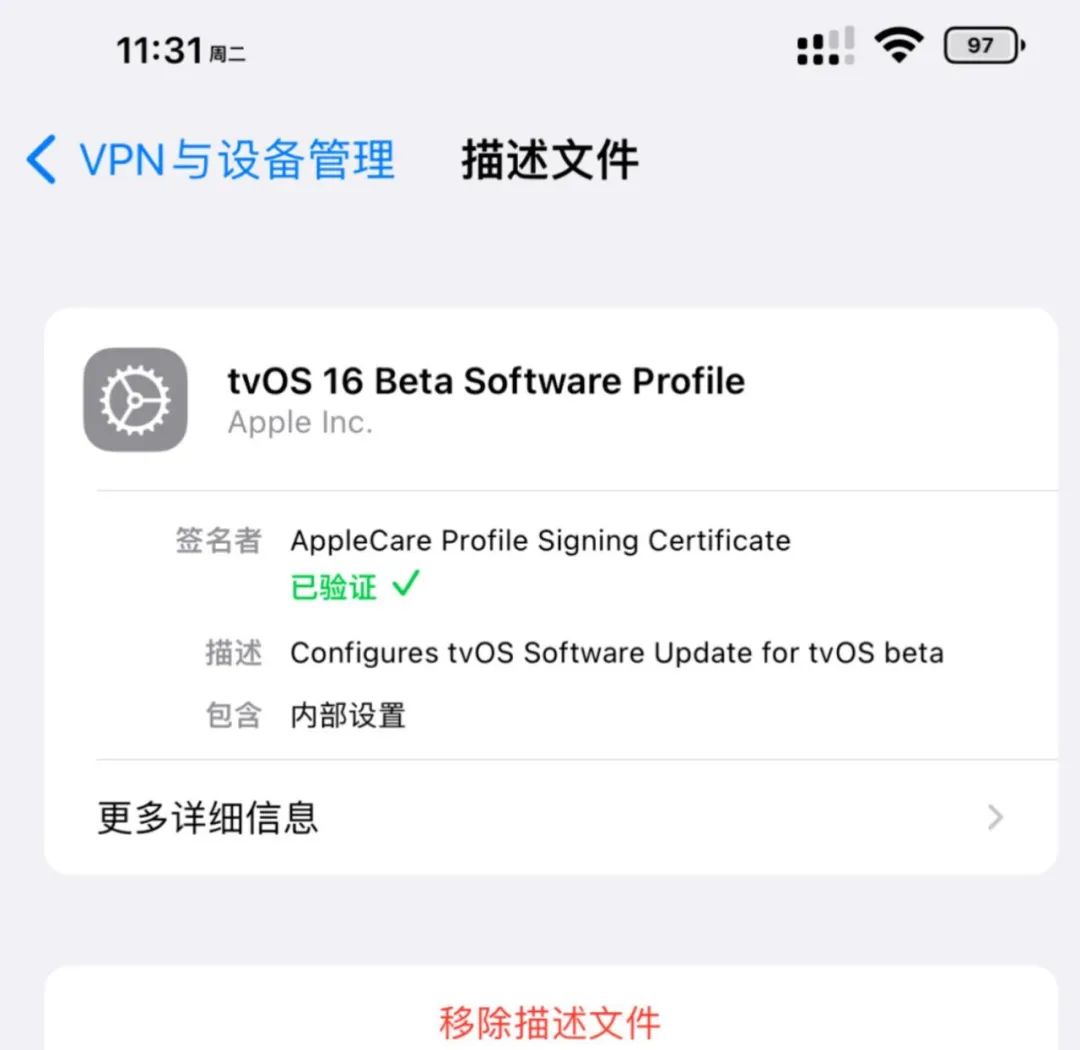 11:31 周二
97
VPN与设备管理 描述文件
tvOS 16 Beta Software Profile
Apple Inc.
签名者 AppleCare Profile Signing Certificate
已验证 ✓
描述 Configures tvOS Software Update for tvOS beta
包含 内部设置
更多详细信息
移除描述文件